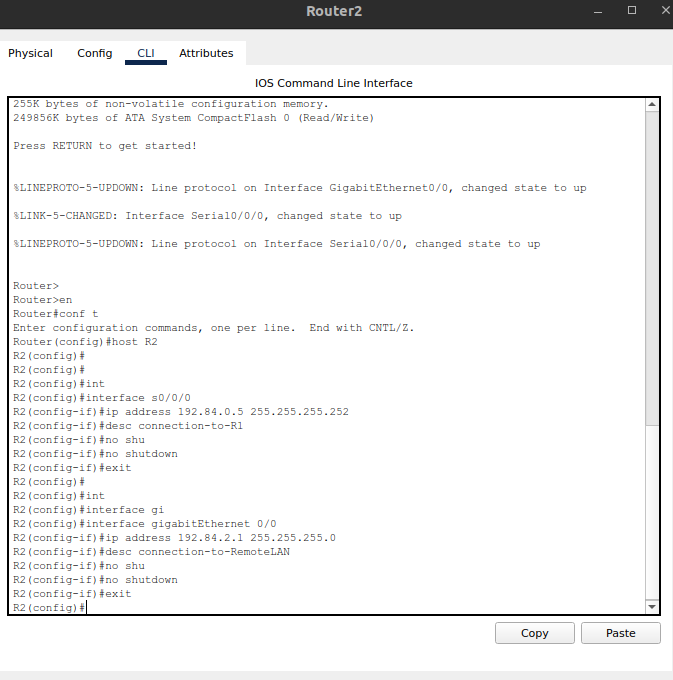 Router2
Physical Config CLI Attributes
IOS Command Line Interface
255K bytes of non-volatile configuration memory.
249856K bytes of ATA System CompactFlash 0 (Read/Write)
Press RETURN to get started!
%LINEPROTO-5-UPDOWN: Line protocol on Interface GigabitEthernet0/0, changed state to up
%LINK-5-CHANGED: Interface Serial0/0/0, changed state to up
%LINEPROTO-5-UPDOWN: Line protocol on Interface Serial0/0/0, changed state to up
Router>
Router>en
Router#conf t
Enter configuration commands, one per line.  End with CNTL/Z.
Router(config)#host R2
R2(config)#
R2(config)#
R2(config)#int
R2(config)#interface s0/0/0
R2(config-if)#ip address 192.84.0.5 255.255.255.252
R2(config-if)#desc connection-to-R1
R2(config-if)#no shu
R2(config-if)#no shutdown
R2(config-if)#exit
R2(config)#
R2(config)#int
R2(config)#interface gi
R2(config)#interface gigabitEthernet 0/0
R2(config-if)#ip address 192.84.2.1 255.255.255.0
R2(config-if)#desc connection-to-RemoteLAN
R2(config-if)#no shu
R2(config-if)#no shutdown
R2(config-if)#exit
R2(config)#
Copy Paste